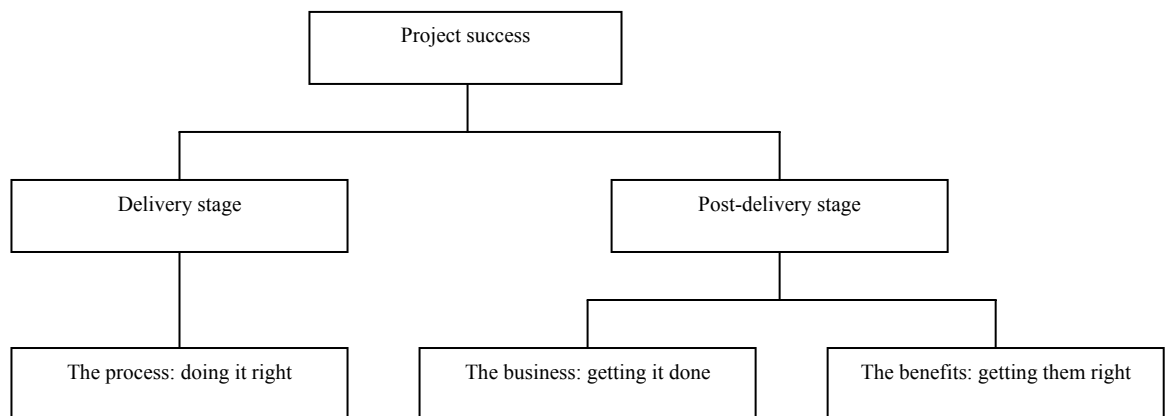 Project success
Delivery stage
Post-delivery stage
The process: doing it right
The business: getting it done
The benefits: getting them right